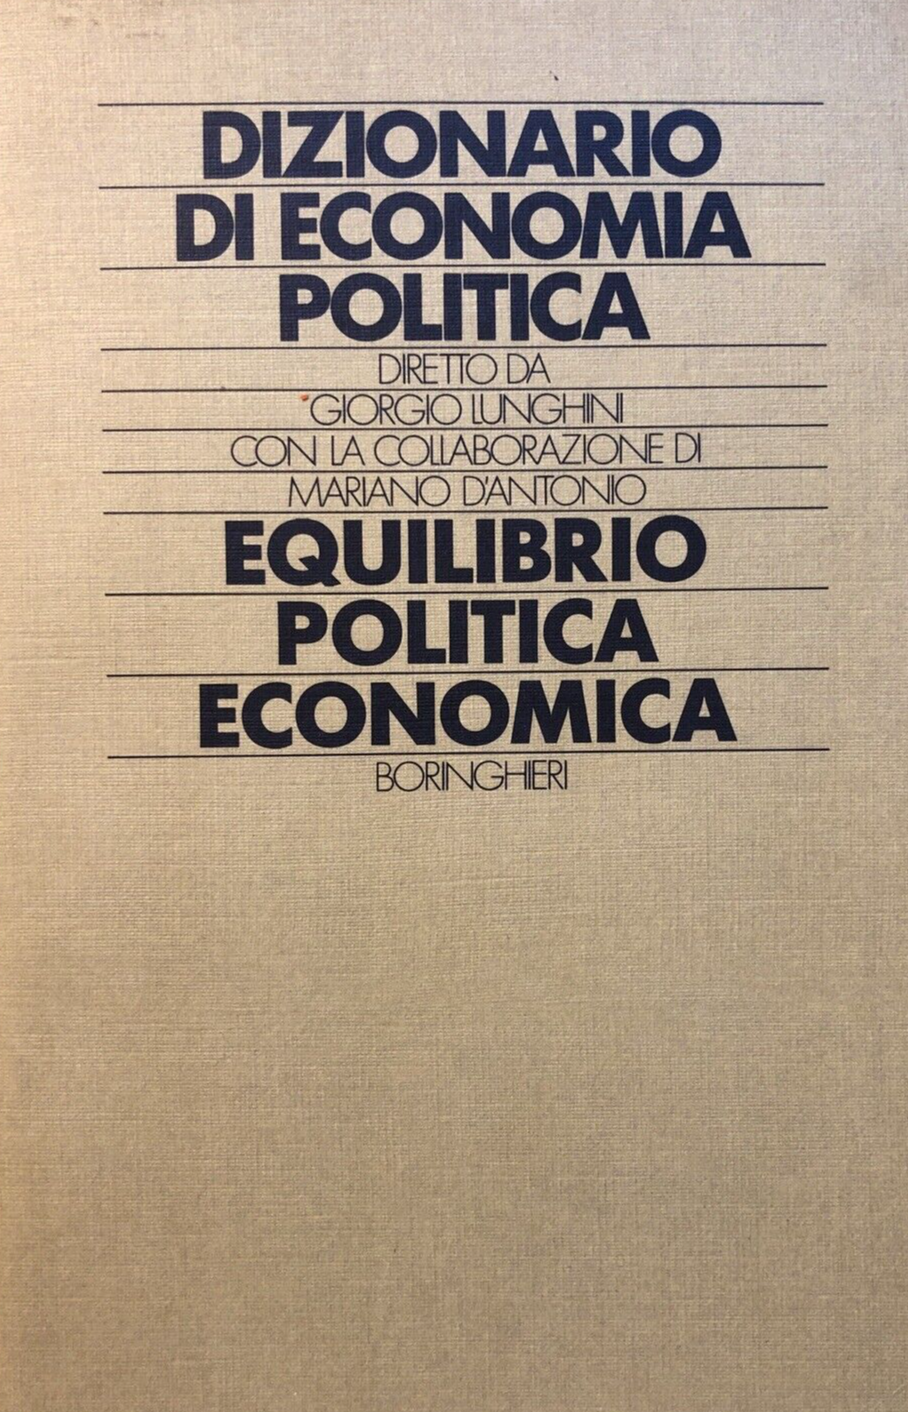 DIZIONARIO
DI ECONOMIA
POLITICA
DIRETTO DA
GIORGIO LUNGHINI
CON LA COLLABORAZIONE DI
MARIANO D'ANTONIO
EQUILIBRIO
POLITICA
ECONOMICA
BORINGHIERI